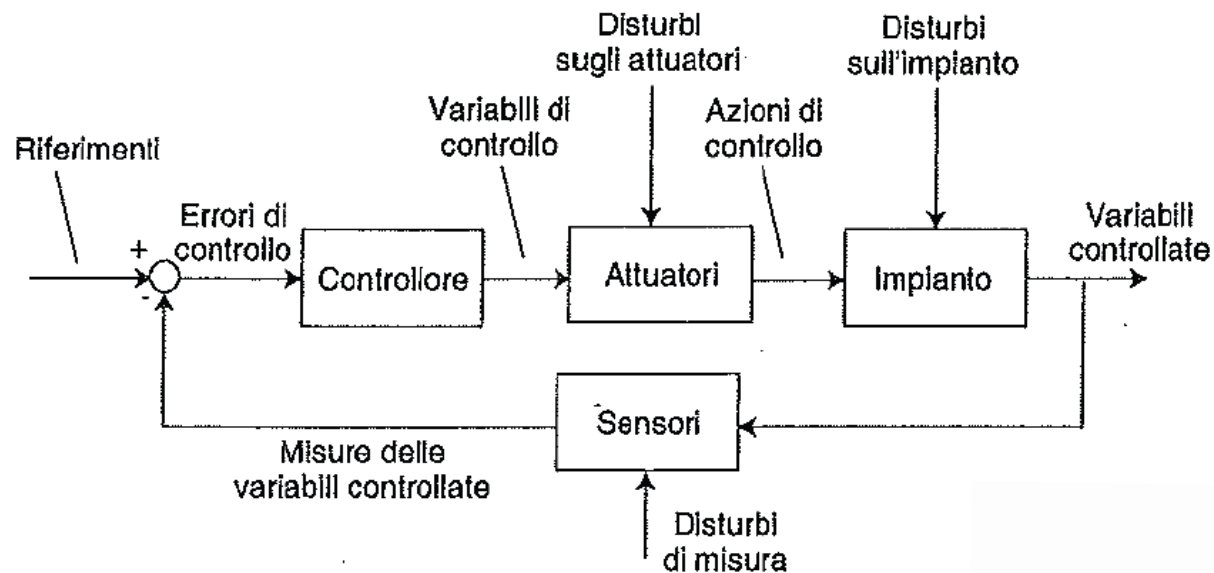 Disturbi
sugli attuatori
Disturbi
sull'impianto
Variabili di
controllo
Azioni di
controllo
Riferimenti
Errori di
controllo
Variabili
controllate
+
-
Controllore
Attuatori
Impianto
Sensori
Misure delle
variabili controllate
Disturbi
di misura